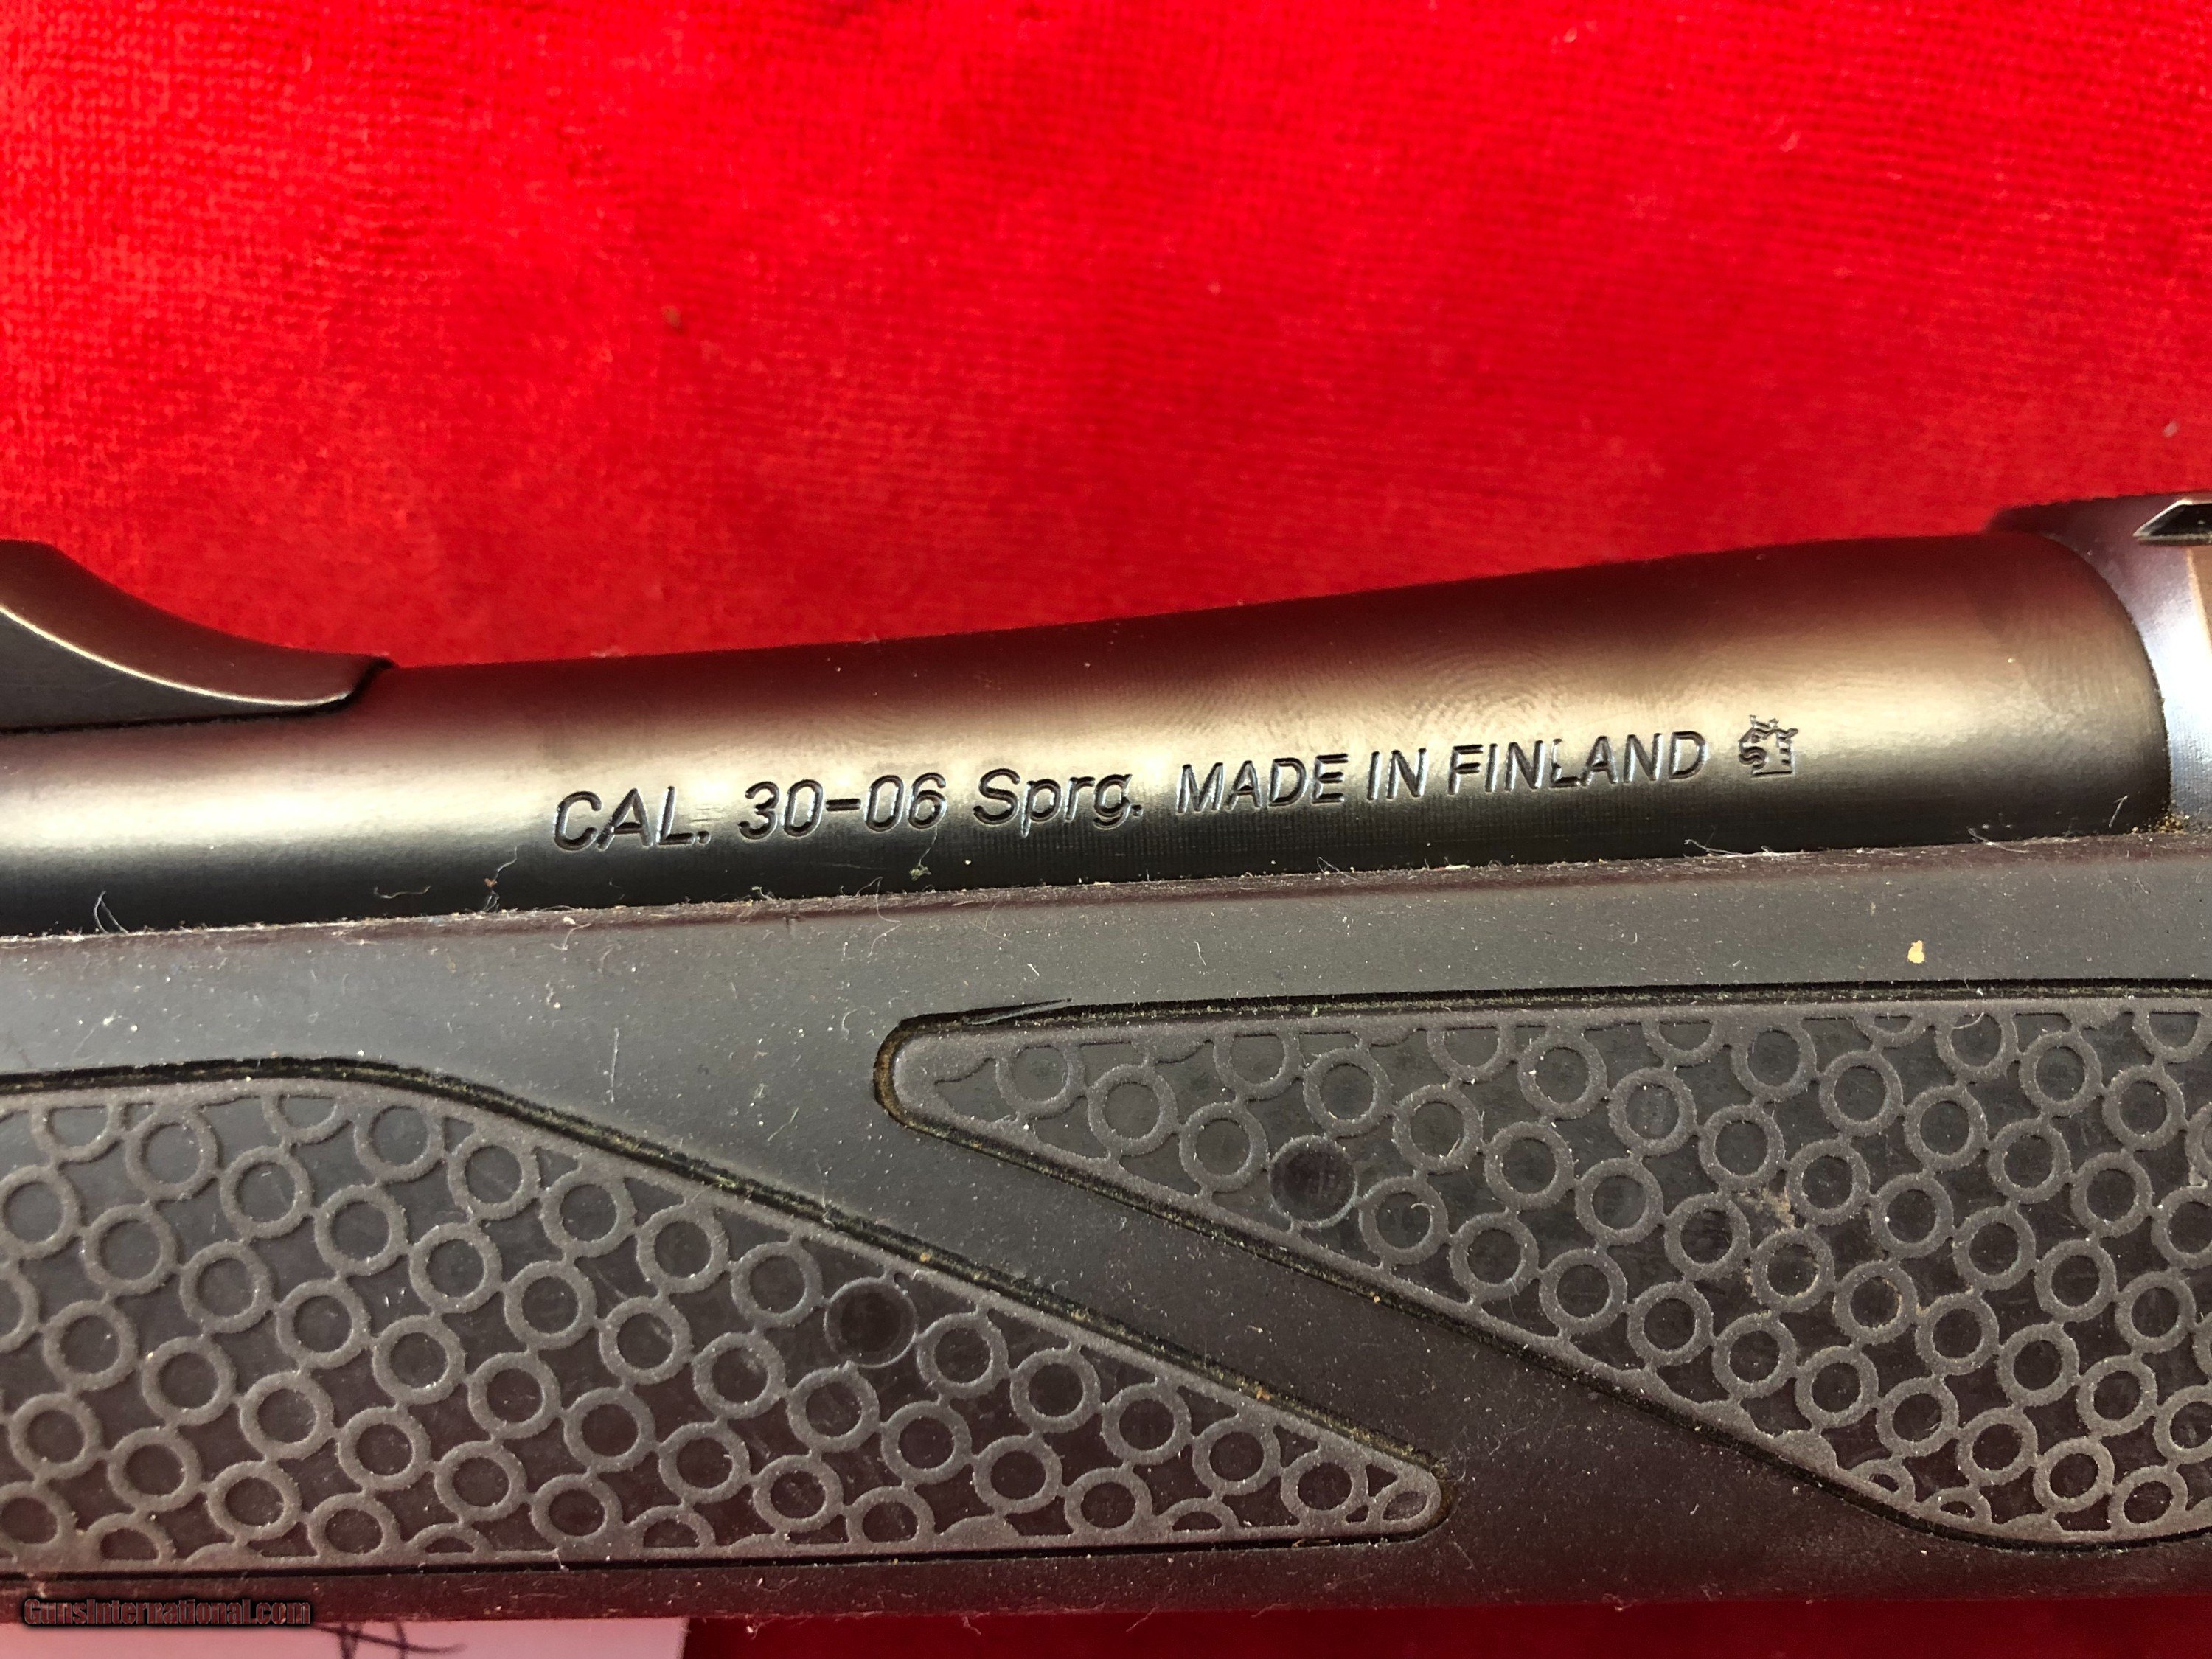 CAL. 30-06 Sprg. MADE IN FINLAND
GunsInternational.com